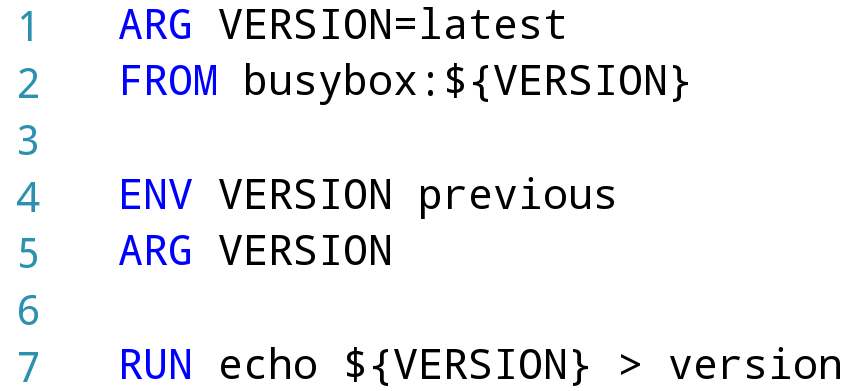 1 ARG VERSION=latest
2 FROM busybox:${VERSION}
3
4 ENV VERSION previous
5 ARG VERSION
6
7 RUN echo ${VERSION} > version